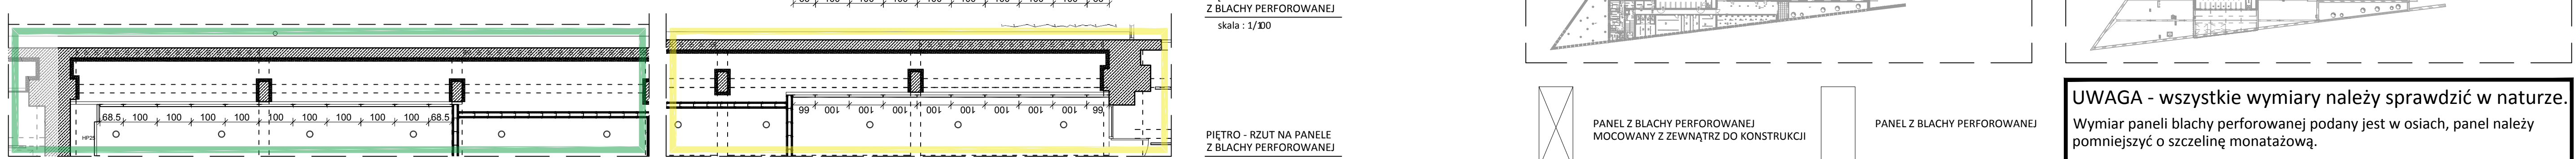 Z BLACHY PERFOROWANEJ
skala : 1/100
68.5 100 100 100 100 100 100 100 100 68.5
HP28
99 100 100 100 100 100 100 99
PIĘTRO - RZUT NA PANELE
Z BLACHY PERFOROWANEJ
PANEL Z BLACHY PERFOROWANEJ
MOCOWANY Z ZEWNĄTRZ DO KONSTRUKCJI
PANEL Z BLACHY PERFOROWANEJ
UWAGA - wszystkie wymiary należy sprawdzić w naturze.
Wymiar paneli blachy perforowanej podany jest w osiach, panel należy
pomniejszyć o szczelinę monatażową.